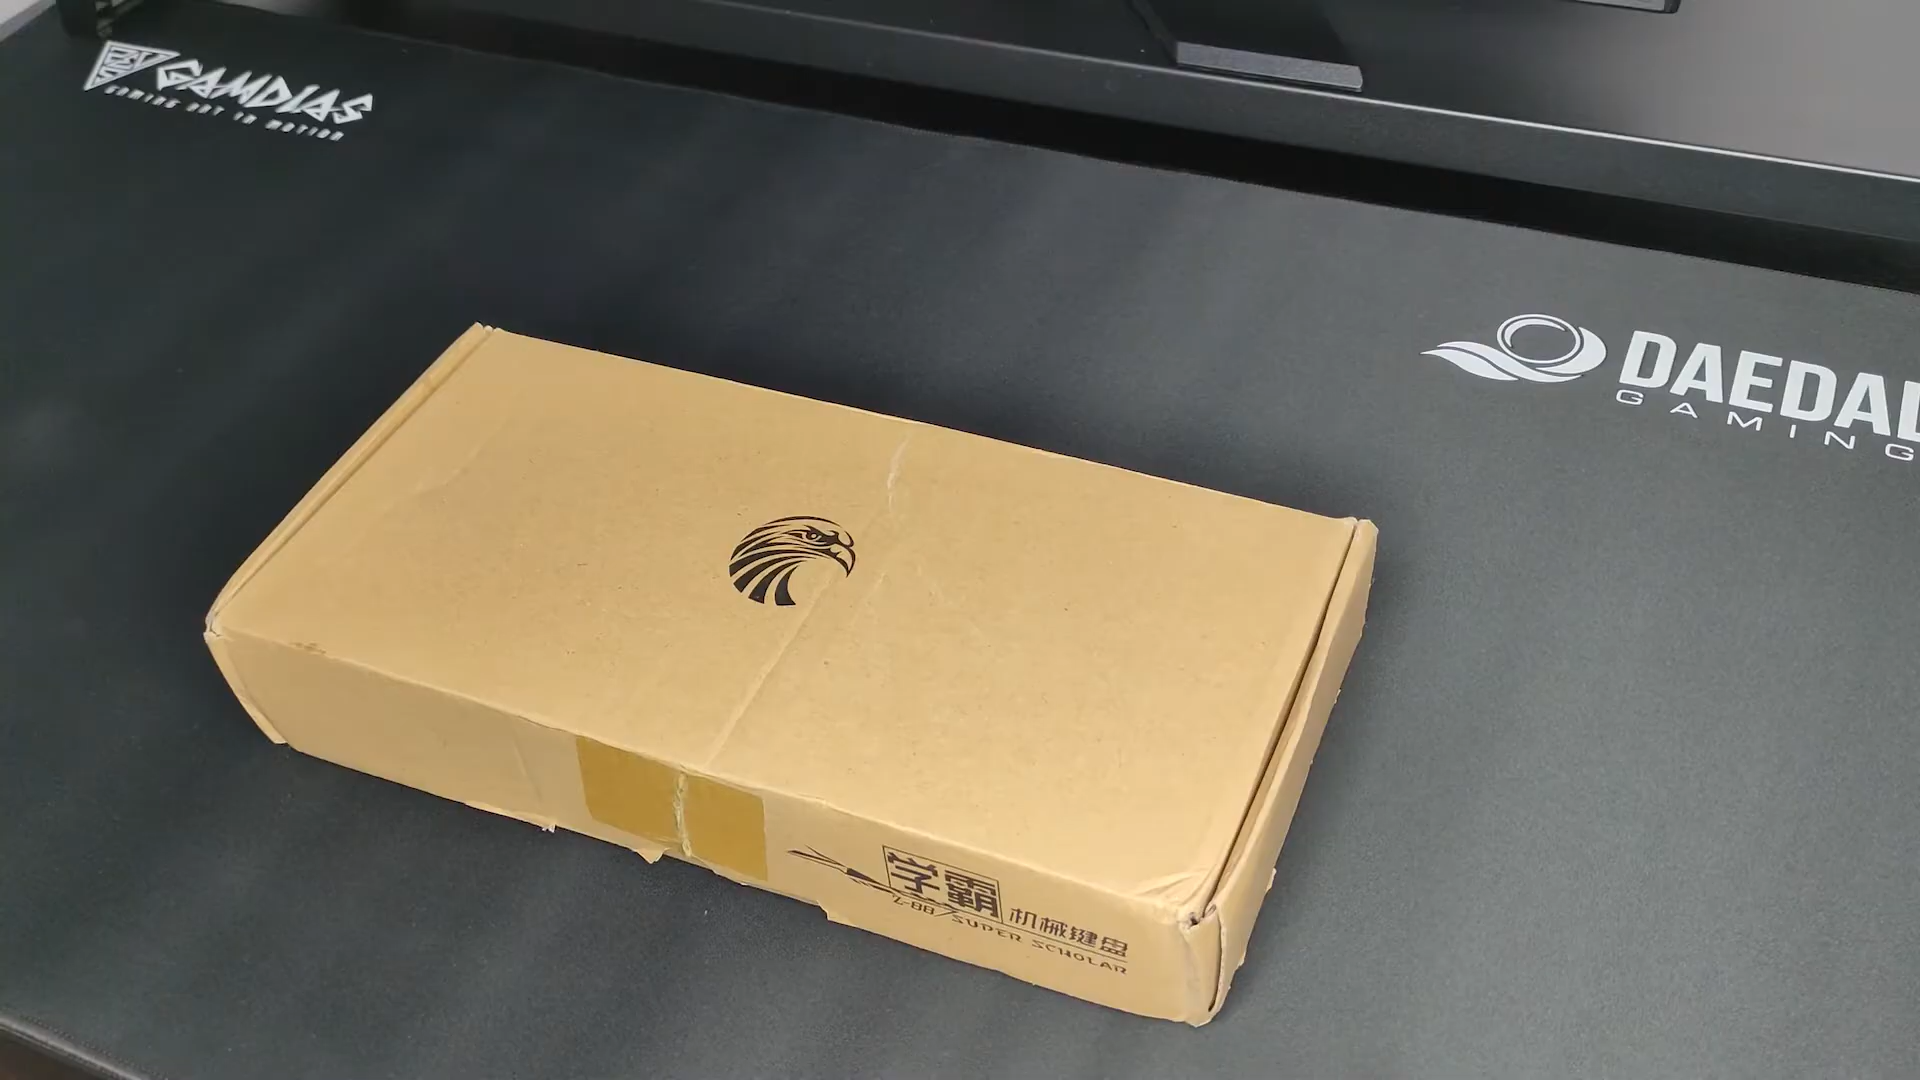 GAMDIAS
GAMING ART IN MOTION
DAEDAL
GAMING
学霸 机械键盘
Z-88 SUPER SCHOLAR